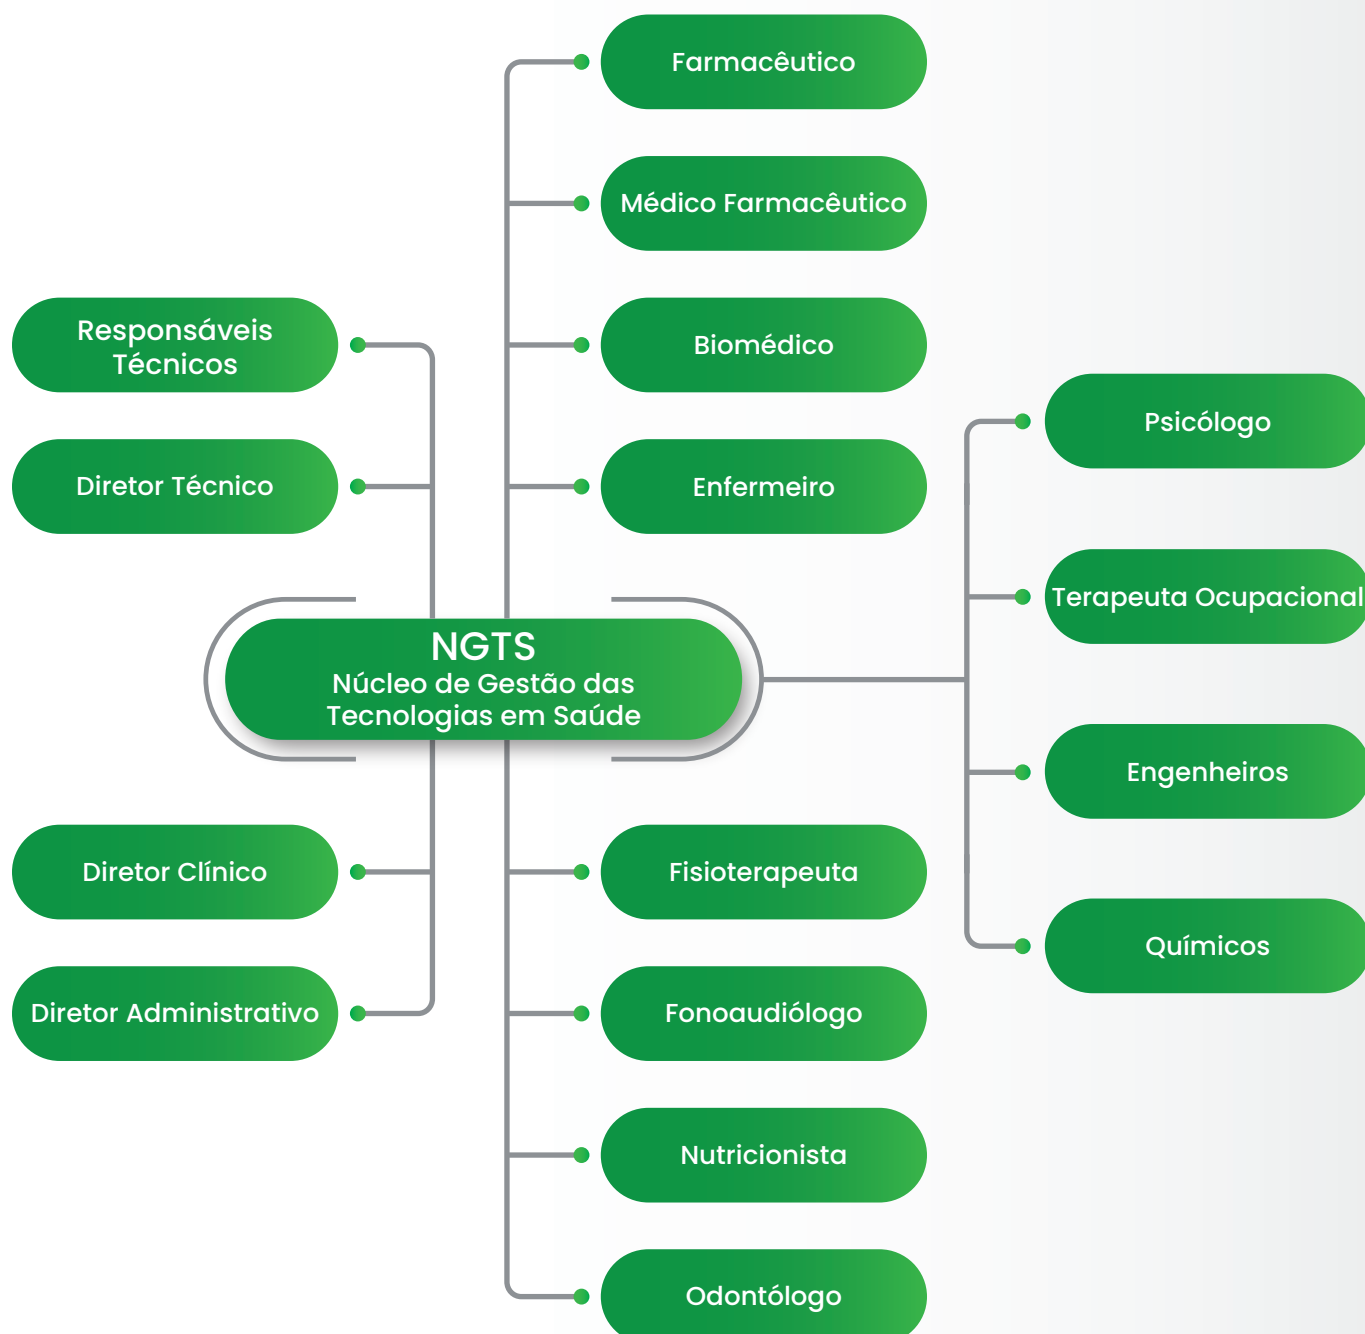 Farmacêutico
Médico Farmacêutico
Responsáveis
Técnicos
Biomédico
Psicólogo
Diretor Técnico
Enfermeiro
Terapeuta Ocupacional
NGTS
Núcleo de Gestão das
Tecnologias em Saúde
Engenheiros
Diretor Clínico
Fisioterapeuta
Químicos
Diretor Administrativo
Fonoaudiólogo
Nutricionista
Odontólogo